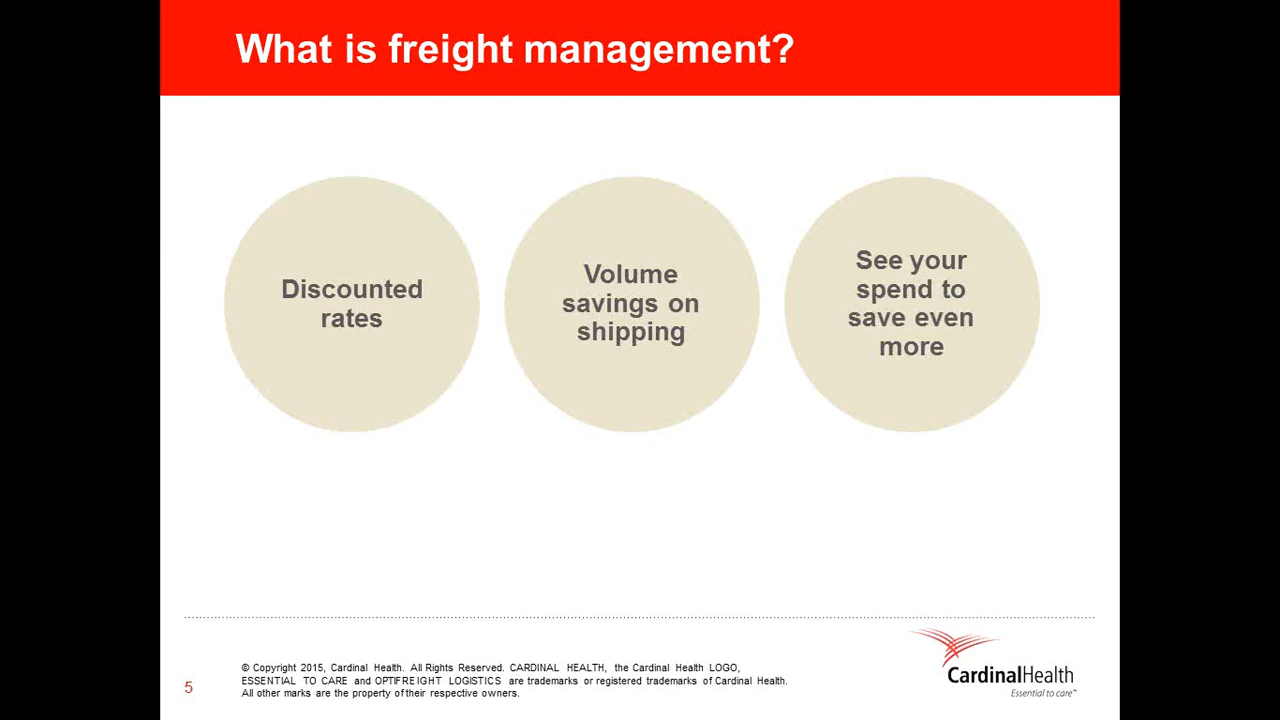 What is freight management?
Discounted
rates
Volume
savings on
shipping
See your
spend to
save even
more
© Copyright 2015, Cardinal Health. All Rights Reserved. CARDINAL HEALTH, the Cardinal Health LOGO,
ESSENTIAL TO CARE and OPTIFREIGHT LOGISTICS are trademarks or registered trademarks of Cardinal Health.
All other marks are the property of their respective owners.
5
CardinalHealth
Essential to care™